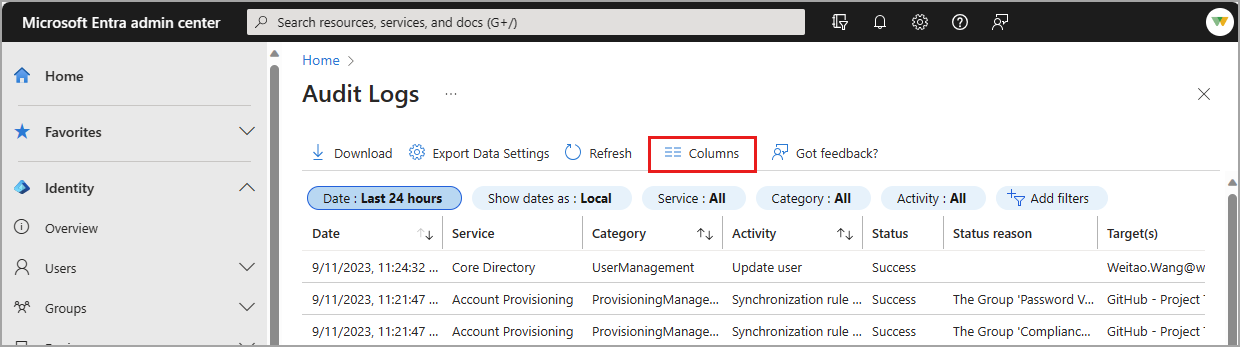 Microsoft Entra admin center
Search resources, services, and docs (G+/)
Home
Favorites
Identity
Overview
Users
Groups
Home >
Audit Logs ...
Download Export Data Settings Refresh Columns Got feedback?
Date : Last 24 hours Show dates as : Local Service : All Category : All Activity : All Add filters
Date Service Category Activity Status Status reason Target(s)
9/11/2023, 11:24:32 ... Core Directory UserManagement Update user Success Weitao.Wang@w
9/11/2023, 11:21:47 ... Account Provisioning ProvisioningManage... Synchronization rule ... Success The Group 'Password V... GitHub - Project
9/11/2023, 11:21:47 ... Account Provisioning ProvisioningManage... Synchronization rule ... Success The Group 'Complianc... GitHub - Project